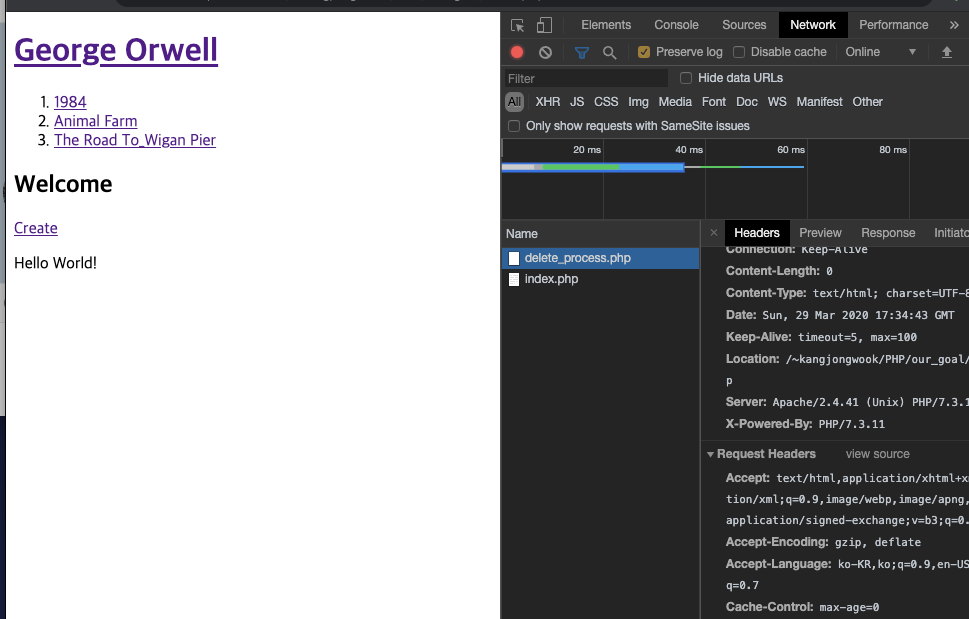 George Orwell
1. 1984
2. Animal Farm
3. The Road To_Wigan Pier
Welcome
Create
Hello World!
Elements Console Sources Network Performance »
Preserve log Disable cache Online ▼
Filter Hide data URLs
All XHR JS CSS Img Media Font Doc WS Manifest Other
Only show requests with SameSite issues
20 ms 40 ms 60 ms 80 ms
Name
delete_process.php
index.php
× Headers Preview Response Initiato
Connection: Keep-Alive
Content-Length: 0
Content-Type: text/html; charset=UTF-8
Date: Sun, 29 Mar 2020 17:34:43 GMT
Keep-Alive: timeout=5, max=100
Location: /~kangjongwook/PHP/our_goal/
p
Server: Apache/2.4.41 (Unix) PHP/7.3.1
X-Powered-By: PHP/7.3.11
▼Request Headers view source
Accept: text/html,application/xhtml+x
tion/xml;q=0.9,image/webp,image/apng,
application/signed-exchange;v=b3;q=0.
Accept-Encoding: gzip, deflate
Accept-Language: ko-KR,ko;q=0.9,en-US
q=0.7
Cache-Control: max-age=0